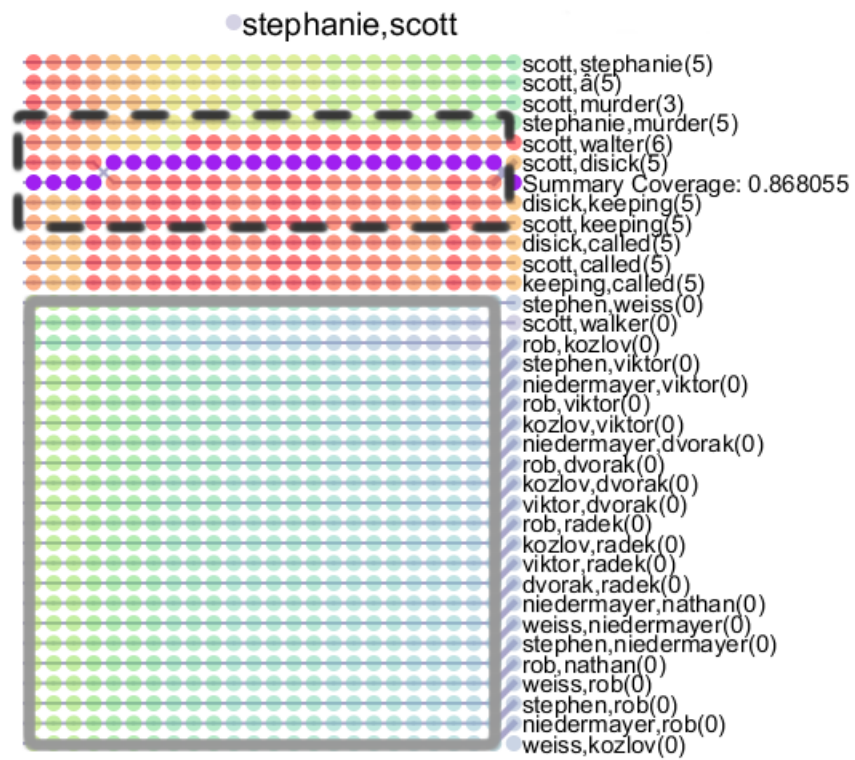 stephanie,scott
scott,stephanie(5)
scott,â(5)
scott,murder(3)
stephanie,murder(5)
scott,walter(6)
scott,disick(5)
Summary Coverage: 0.868055
disick,keeping(5)
scott,keeping(5)
disick,called(5)
scott,called(5)
keeping,called(5)
stephen,weiss(0)
scott,walker(0)
rob,kozlov(0)
stephen,viktor(0)
niedermayer,viktor(0)
rob,viktor(0)
kozlov,viktor(0)
niedermayer,dvorak(0)
rob,dvorak(0)
kozlov,dvorak(0)
viktor,dvorak(0)
rob,radek(0)
kozlov,radek(0)
viktor,radek(0)
dvorak,radek(0)
niedermayer,nathan(0)
weiss,niedermayer(0)
stephen,niedermayer(0)
rob,nathan(0)
weiss,rob(0)
stephen,rob(0)
niedermayer,rob(0)
weiss,kozlov(0)